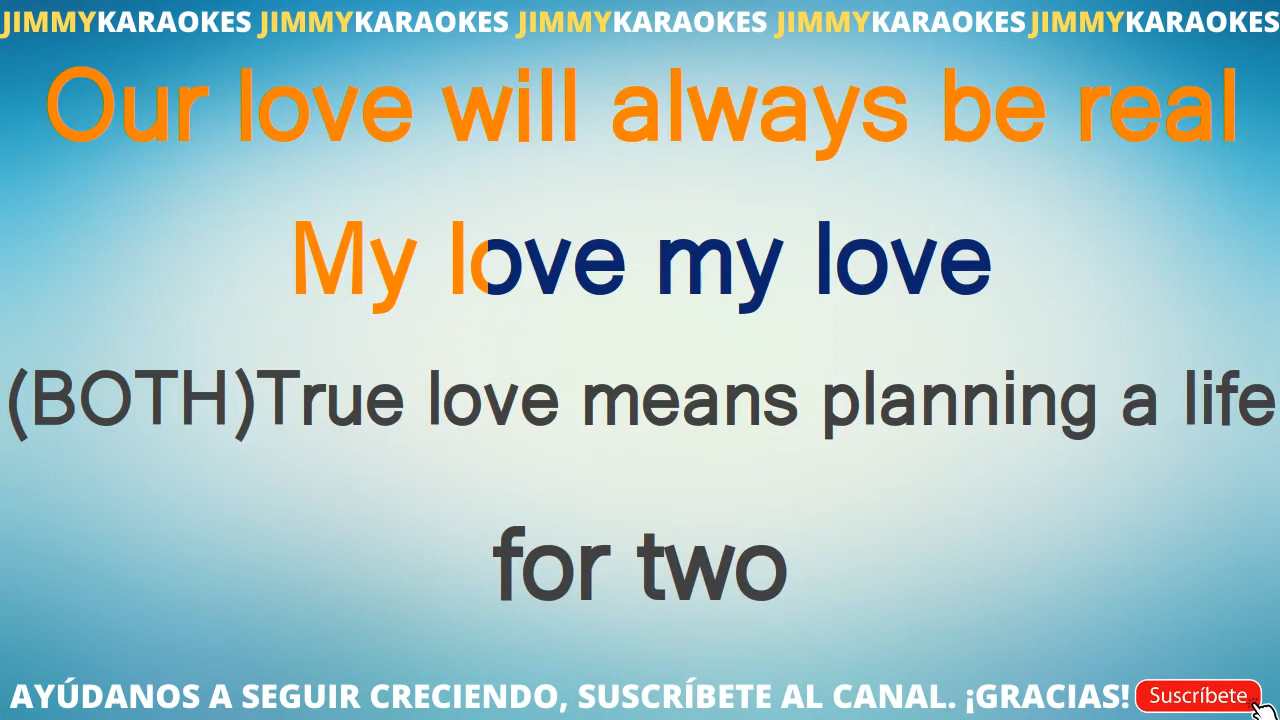 JIMMYKARAOKES JIMMYKARAOKES JIMMYKARAOKES JIMMYKARAOKES JIMMYKARAOKES
Our love will always be real
My love my love
(BOTH)True love means planning a life
for two
AYÚDANOS A SEGUIR CRECIENDO, SUSCRÍBETE AL CANAL. ¡GRACIAS! Suscríbete